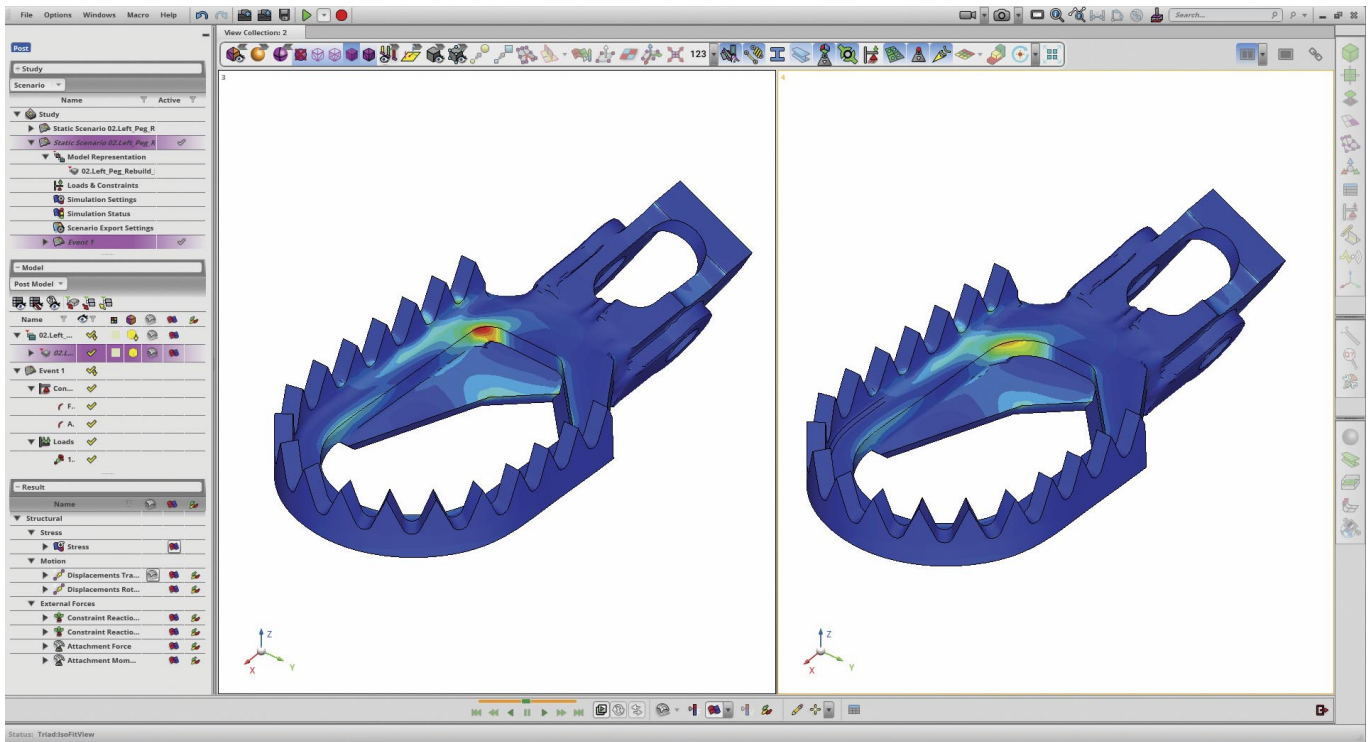 File Options Windows Macro Help
Search...
Post
View Collection: 2
Study
Scenario
123
Name Active
Study
Static Scenario 02.Left_Peg_R
Static Scenario 02.Left_Peg_R
Model Representation
02.Left_Peg_Rebuild_
Loads & Constraints
Simulation Settings
Simulation Status
Scenario Export Settings
Event 1
Model
Post Model
Name
02.Left_...
02.L...
Event 1
Con...
F..
A.
Loads
1..
Result
Name
Structural
Stress
Stress
Motion
Displacements Tra...
Displacements Rot...
External Forces
Constraint Reactio...
Constraint Reactio...
Attachment Force
Attachment Mom...
3
Z
X
Y
4
Z
X
Y
Status: Triad:IsoFitView